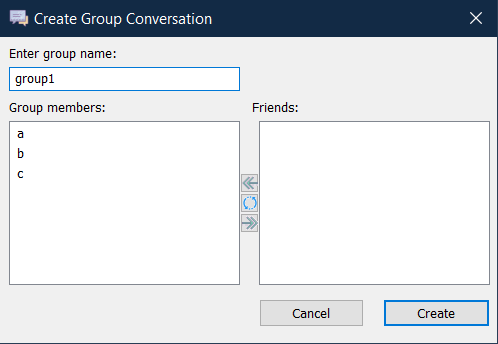 Create Group Conversation
Enter group name:
group1
Group members:
Friends:
a
b
c
Cancel
Create